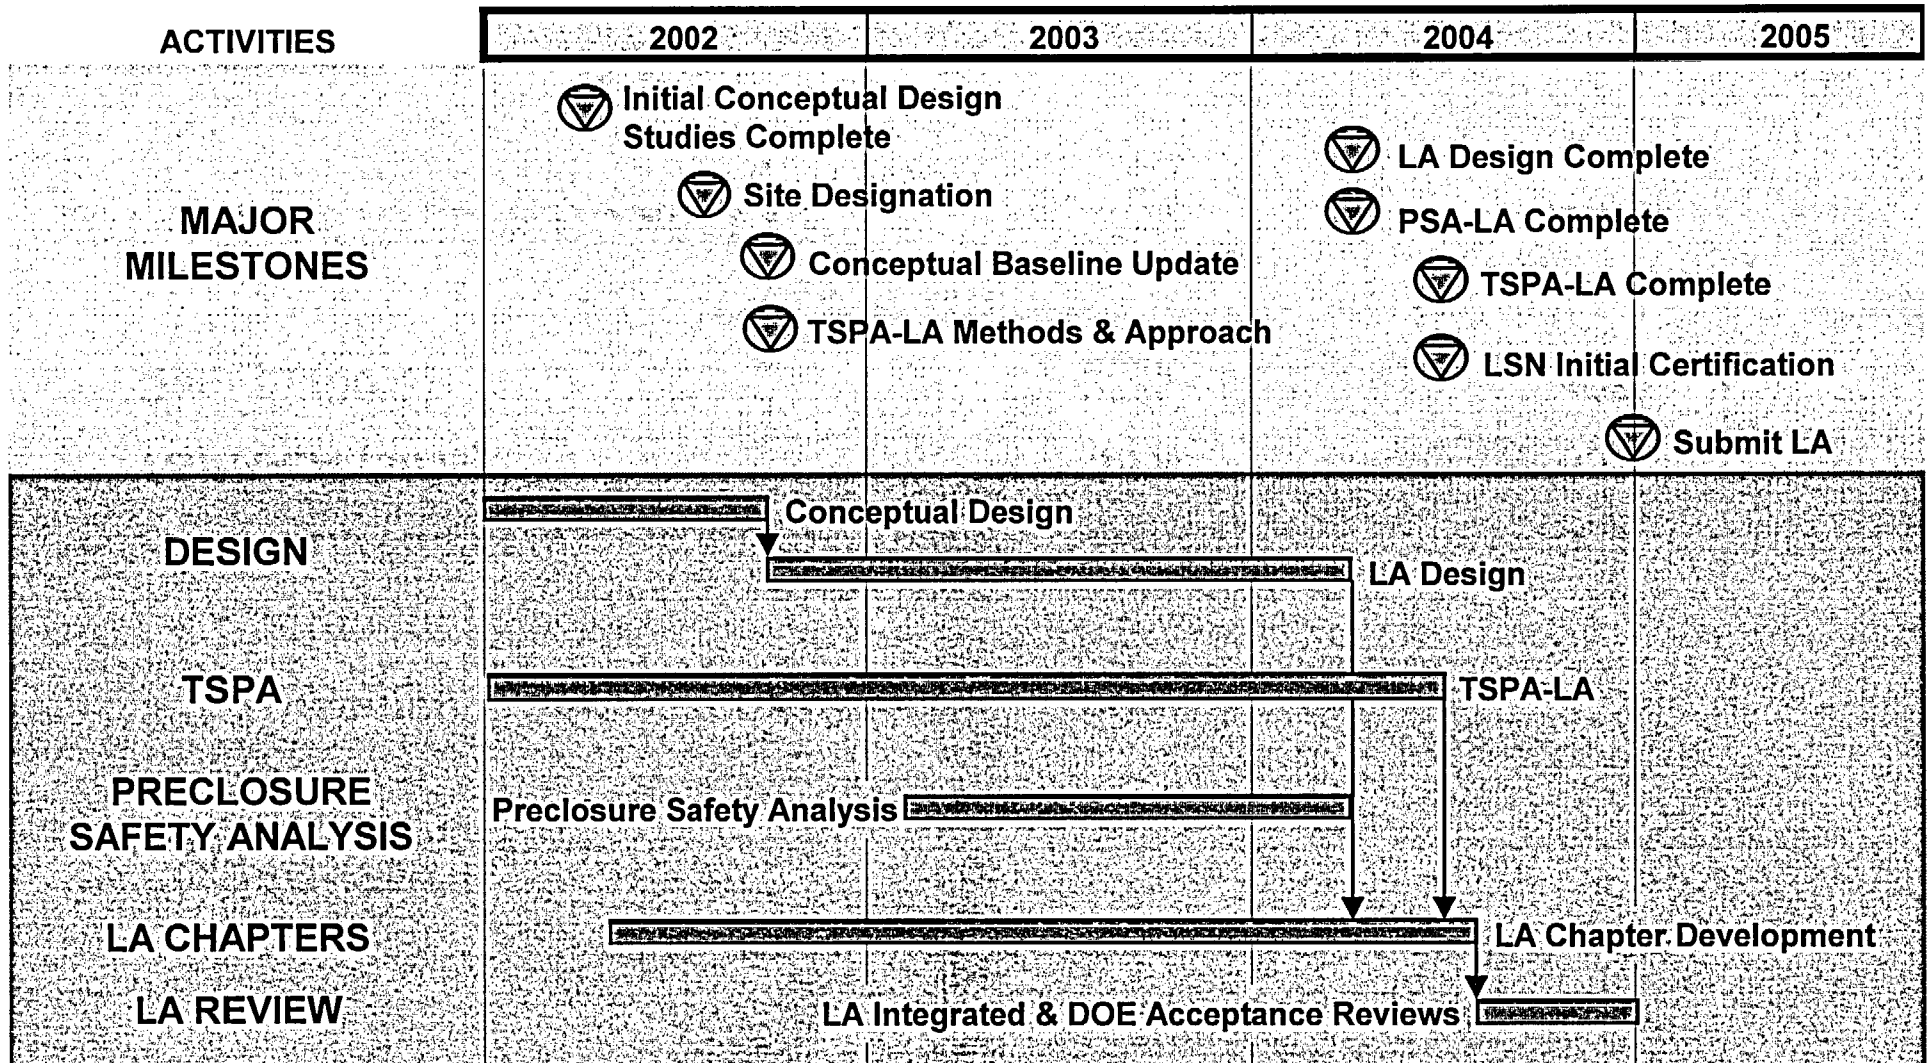 ACTIVITIES
2002
2003
2004
2005
MAJOR
MILESTONES
Initial Conceptual Design
Studies Complete
Site Designation
Conceptual Baseline Update
TSPA-LA Methods & Approach
LA Design Complete
PSA-LA Complete
TSPA-LA Complete
LSN Initial Certification
Submit LA
DESIGN
Conceptual Design
LA Design
TSPA
TSPA-LA
PRECLOSURE
SAFETY ANALYSIS
Preclosure Safety Analysis
LA CHAPTERS
LA Chapter Development
LA REVIEW
LA Integrated & DOE Acceptance Reviews